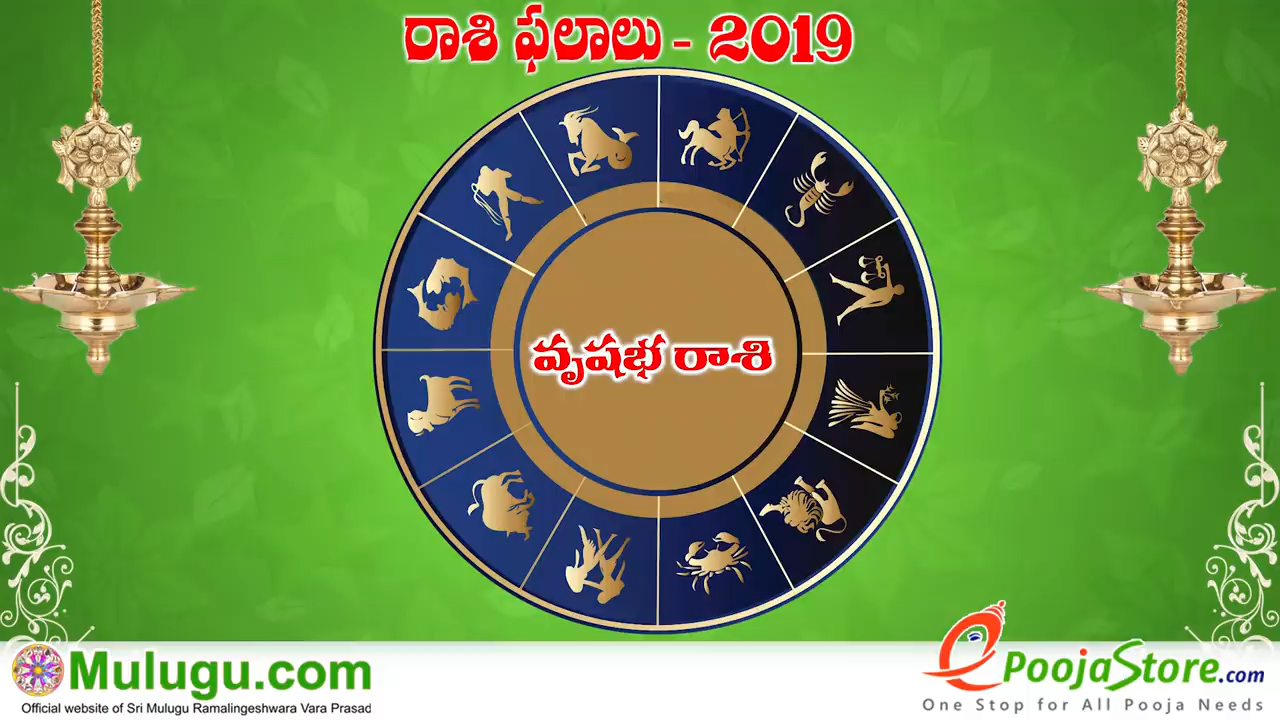 రాశి ఫలాలు - 2019
వృషభ రాశి
Mulugu.com
Official website of Sri Mulugu Ramalingeshwara Vara Prasad
ePoojaStore.com
One Stop for All Pooja Needs